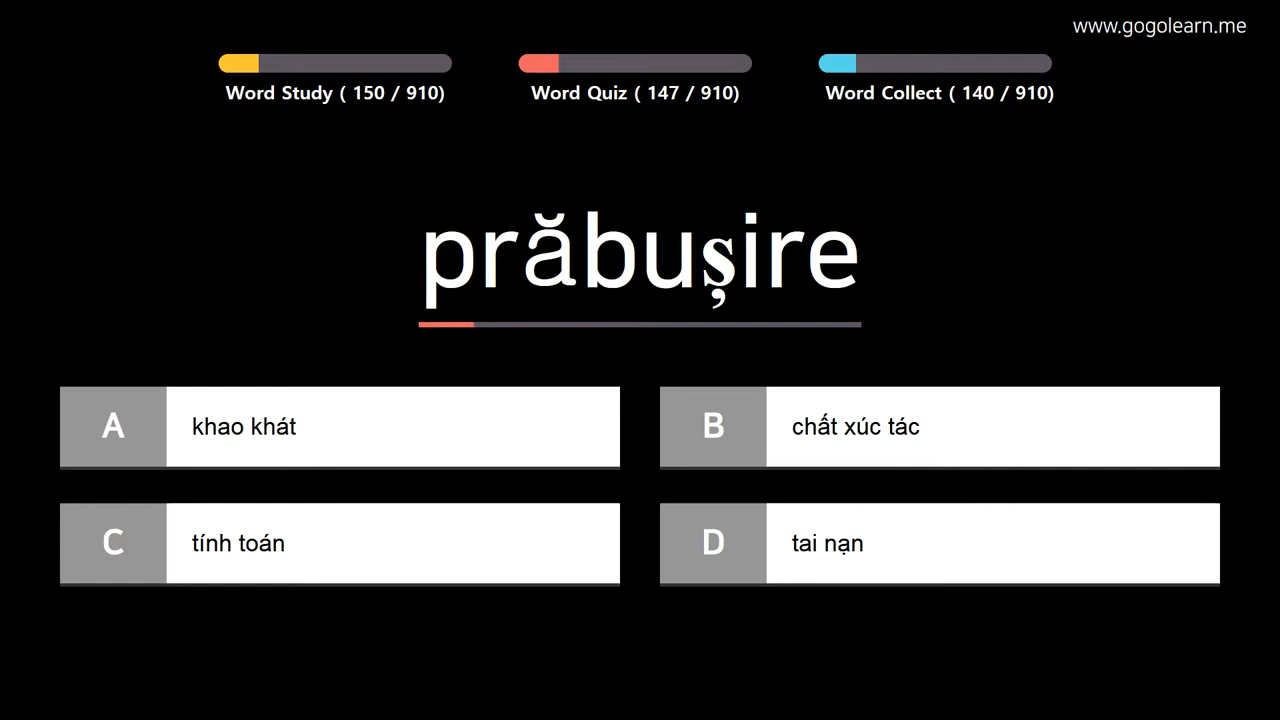 www.gogolearn.me
Word Study ( 150 / 910)
Word Quiz ( 147 / 910)
Word Collect ( 140 / 910)
prăbușire
A khao khát
B chất xúc tác
C tính toán
D tai nạn